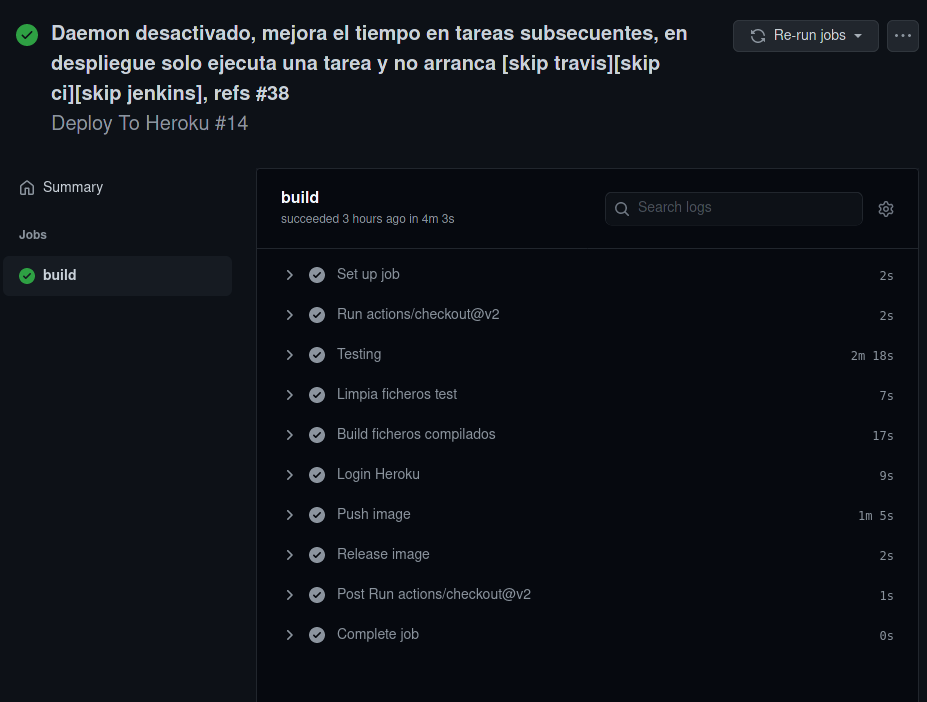 Daemon desactivado, mejora el tiempo en tareas subsecuentes, en
despliegue solo ejecuta una tarea y no arranca [skip travis][skip
ci][skip jenkins], refs #38
Deploy To Heroku #14
Re-run jobs
Summary
Jobs
build
build
succeeded 3 hours ago in 4m 3s
Search logs
Set up job 2s
Run actions/checkout@v2 2s
Testing 2m 18s
Limpia ficheros test 7s
Build ficheros compilados 17s
Login Heroku 9s
Push image 1m 5s
Release image 2s
Post Run actions/checkout@v2 1s
Complete job 0s